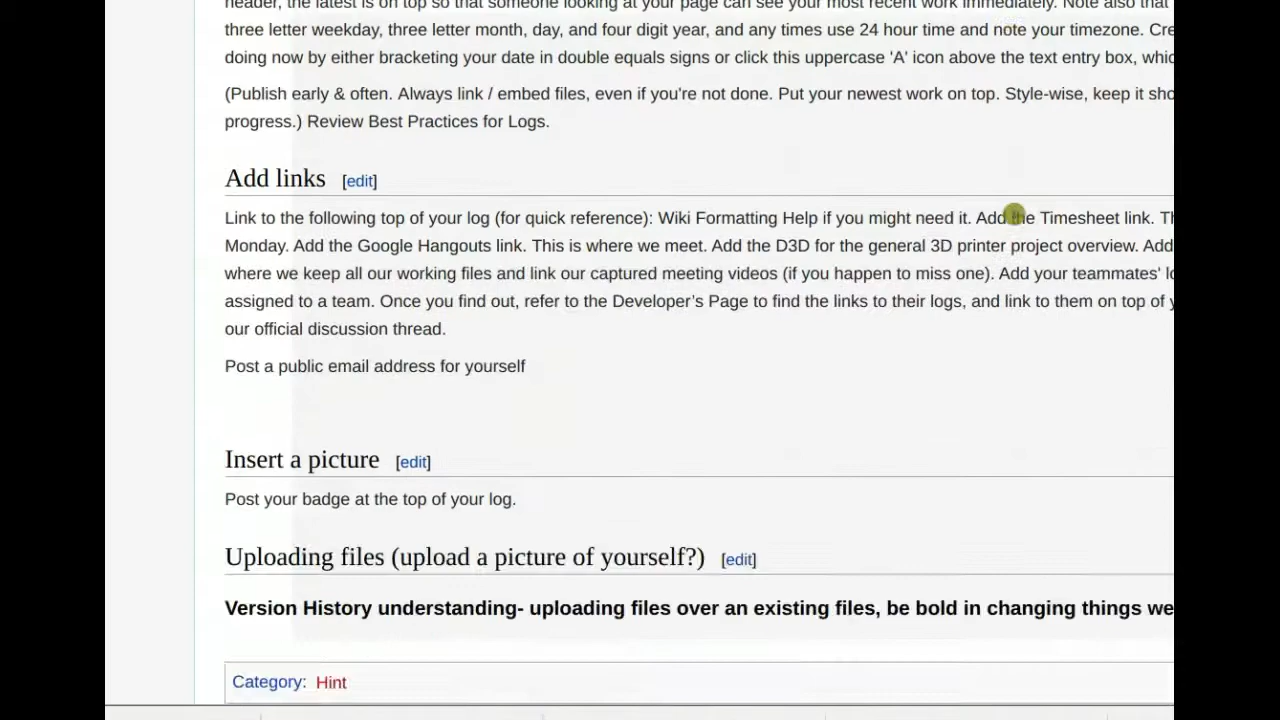 header, the latest is on top so that someone looking at your page can see your most recent work immediately. Note also that
three letter weekday, three letter month, day, and four digit year, and any times use 24 hour time and note your timezone. Cre
doing now by either bracketing your date in double equals signs or click this uppercase 'A' icon above the text entry box, whic
(Publish early & often. Always link / embed files, even if you're not done. Put your newest work on top. Style-wise, keep it sho
progress.) Review Best Practices for Logs.
Add links [edit]
Link to the following top of your log (for quick reference): Wiki Formatting Help if you might need it. Add the Timesheet link. Th
Monday. Add the Google Hangouts link. This is where we meet. Add the D3D for the general 3D printer project overview. Add
where we keep all our working files and link our captured meeting videos (if you happen to miss one). Add your teammates' lo
assigned to a team. Once you find out, refer to the Developer's Page to find the links to their logs, and link to them on top of y
our official discussion thread.
Post a public email address for yourself
Insert a picture [edit]
Post your badge at the top of your log.
Uploading files (upload a picture of yourself?) [edit]
Version History understanding- uploading files over an existing files, be bold in changing things we
Category: Hint